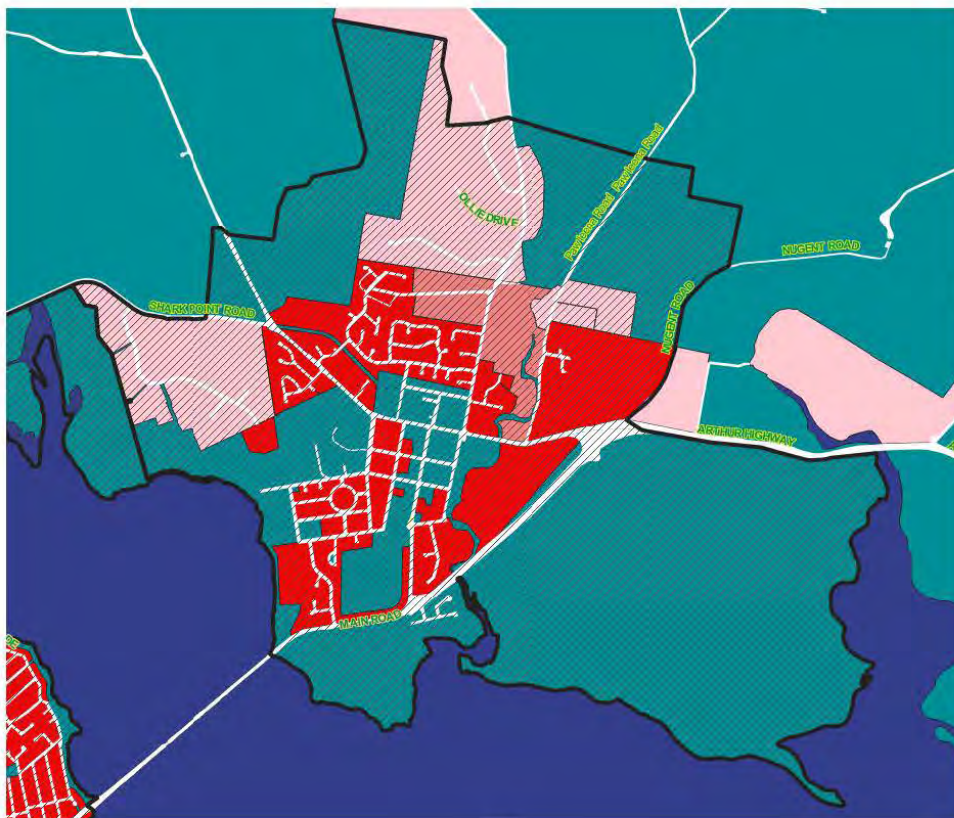 Pawleena Road Pawleena Road
OLLIE DRIVE
NUGENT ROAD
SHARK POINT ROAD
NUGENT ROAD
ARTHUR HIGHWAY
MAIN ROAD